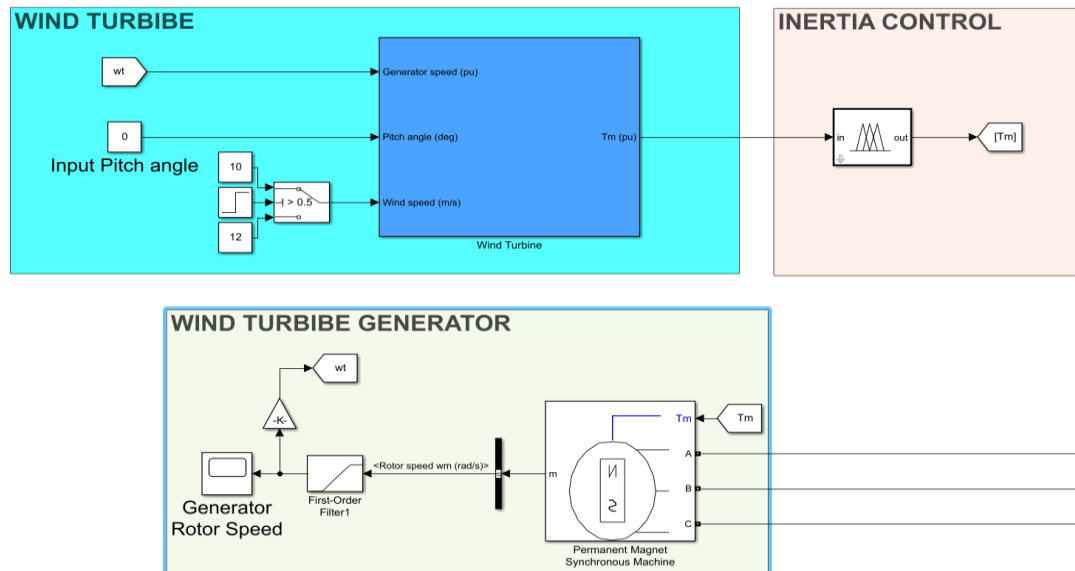 WIND TURBIBE
INERTIA CONTROL
wt
Generator speed (pu)
0
Pitch angle (deg)
Tm (pu)
in
out
[Tm]
Input Pitch angle
10
> 0.5
Wind speed (m/s)
12
Wind Turbine
WIND TURBIBE GENERATOR
wt
-K-
Tm
Tm
A
<Rotor speed wm (rad/s)>
m
N
S
B
C
First-Order
Filter1
Generator
Rotor Speed
Permanent Magnet
Synchronous Machine